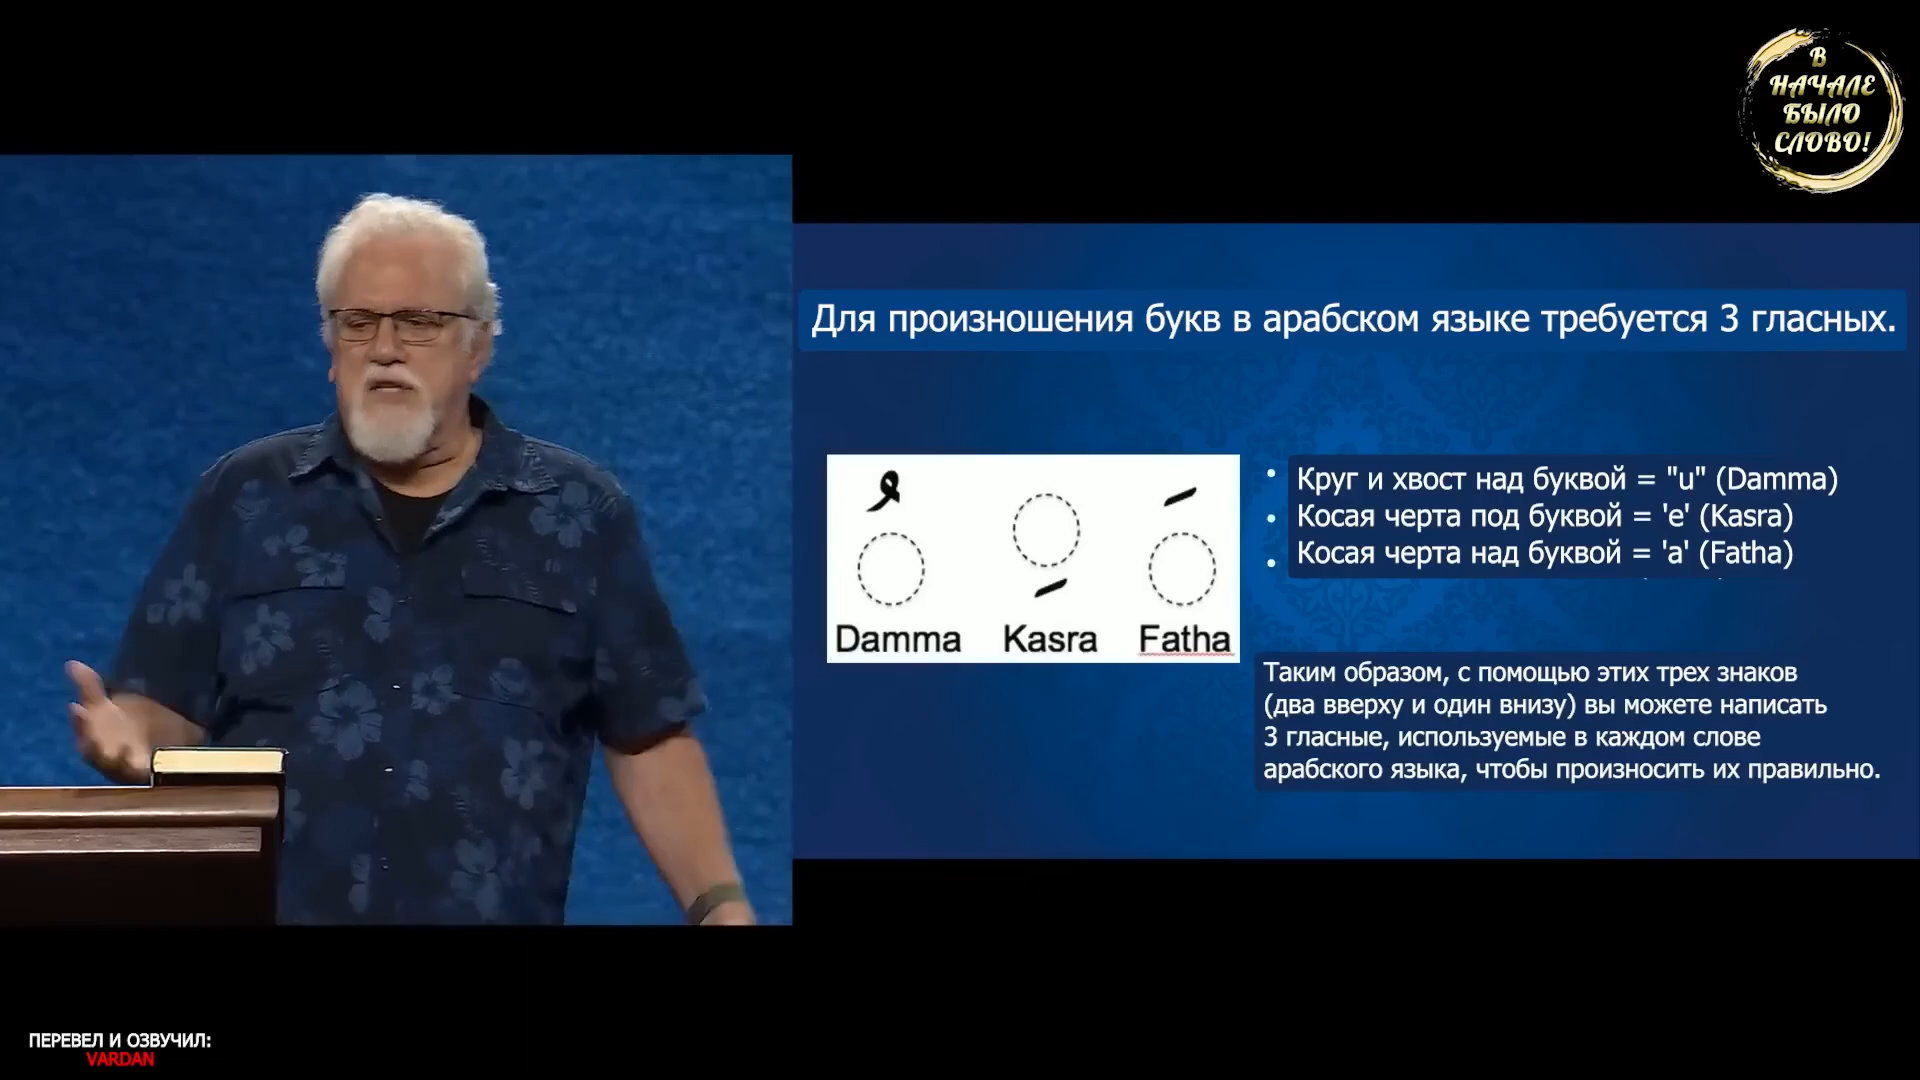 В
НАЧАЛЕ
БЫЛО
СЛОВО!
Для произношения букв в арабском языке требуется 3 гласных.
Damma Kasra Fatha
• Круг и хвост над буквой = "u" (Damma)
• Косая черта под буквой = 'e' (Kasra)
• Косая черта над буквой = 'a' (Fatha)
Таким образом, с помощью этих трех знаков
(два вверху и один внизу) вы можете написать
3 гласные, используемые в каждом слове
арабского языка, чтобы произносить их правильно.
ПЕРЕВЕЛ И ОЗВУЧИЛ:
VARDAN